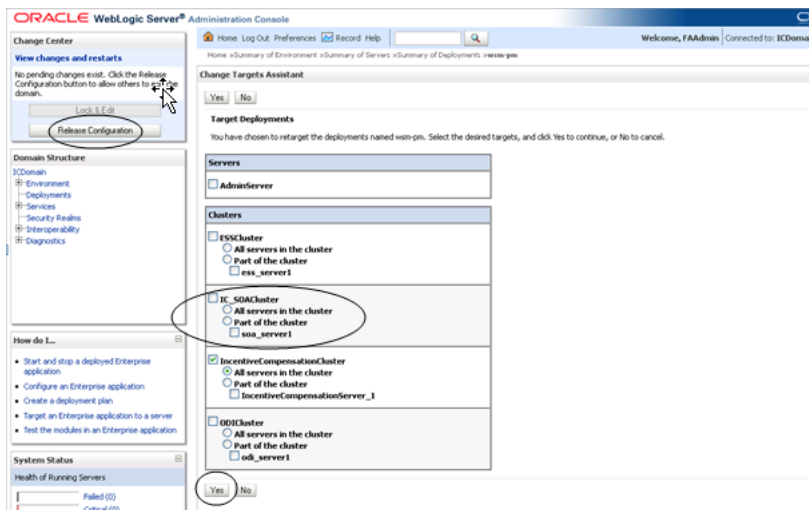 ORACLE WebLogic Server® Administration Console
Change Center
View changes and restarts
No pending changes exist. Click the Release
Configuration button to allow others to edit the
domain.
Lock & Edit
Release Configuration
Domain Structure
ICDomain
Environment
Deployments
Services
Security Realms
Interoperability
Diagnostics
How do I...
Start and stop a deployed Enterprise
application
Configure an Enterprise application
Create a deployment plan
Target an Enterprise application to a server
Test the modules in an Enterprise application
System Status
Health of Running Servers
Failed (0)
Critical (0)
Home Log Out Preferences Record Help
Welcome, FAAdmin Connected to: ICDoma
Home >Summary of Environment >Summary of Servers >Summary of Deployments >wsm-pm
Change Targets Assistant
Yes No
Target Deployments
You have chosen to retarget the deployments named wsm-pm. Select the desired targets, and click Yes to continue, or No to cancel.
Servers
AdminServer
Clusters
ESSCluster
All servers in the cluster
Part of the cluster
ess_server1
IC_SOACluster
All servers in the cluster
Part of the cluster
soa_server1
IncentiveCompensationCluster
All servers in the cluster
Part of the cluster
IncentiveCompensationServer_1
ODICluster
All servers in the cluster
Part of the cluster
odi_server1
Yes No